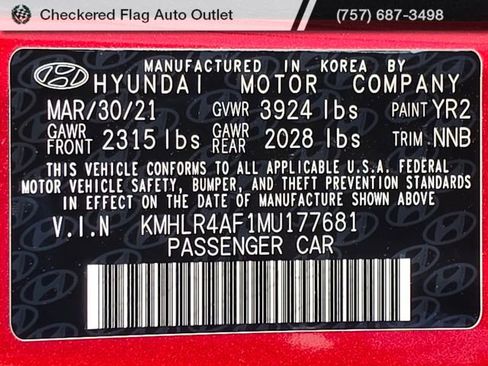 Checkered Flag Auto Outlet (757) 687-3498
MANUFACTURED IN KOREA BY
HYUNDAI MOTOR COMPANY
MAR/30/21 GVWR 3924 lbs PAINT YR2
GAWR FRONT 2315 lbs GAWR REAR 2028 lbs TRIM NNB
THIS VEHICLE CONFORMS TO ALL APPLICABLE U.S.A. FEDERAL
MOTOR VEHICLE SAFETY, BUMPER, AND THEFT PREVENTION STANDARDS
IN EFFECT ON THE DATE OF MANUFACTURE SHOWN ABOVE
V.I.N KMHLR4AF1MU177681
PASSENGER CAR